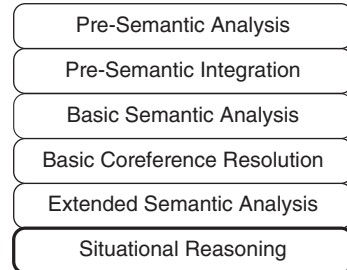 Pre-Semantic Analysis
Pre-Semantic Integration
Basic Semantic Analysis
Basic Coreference Resolution
Extended Semantic Analysis
Situational Reasoning